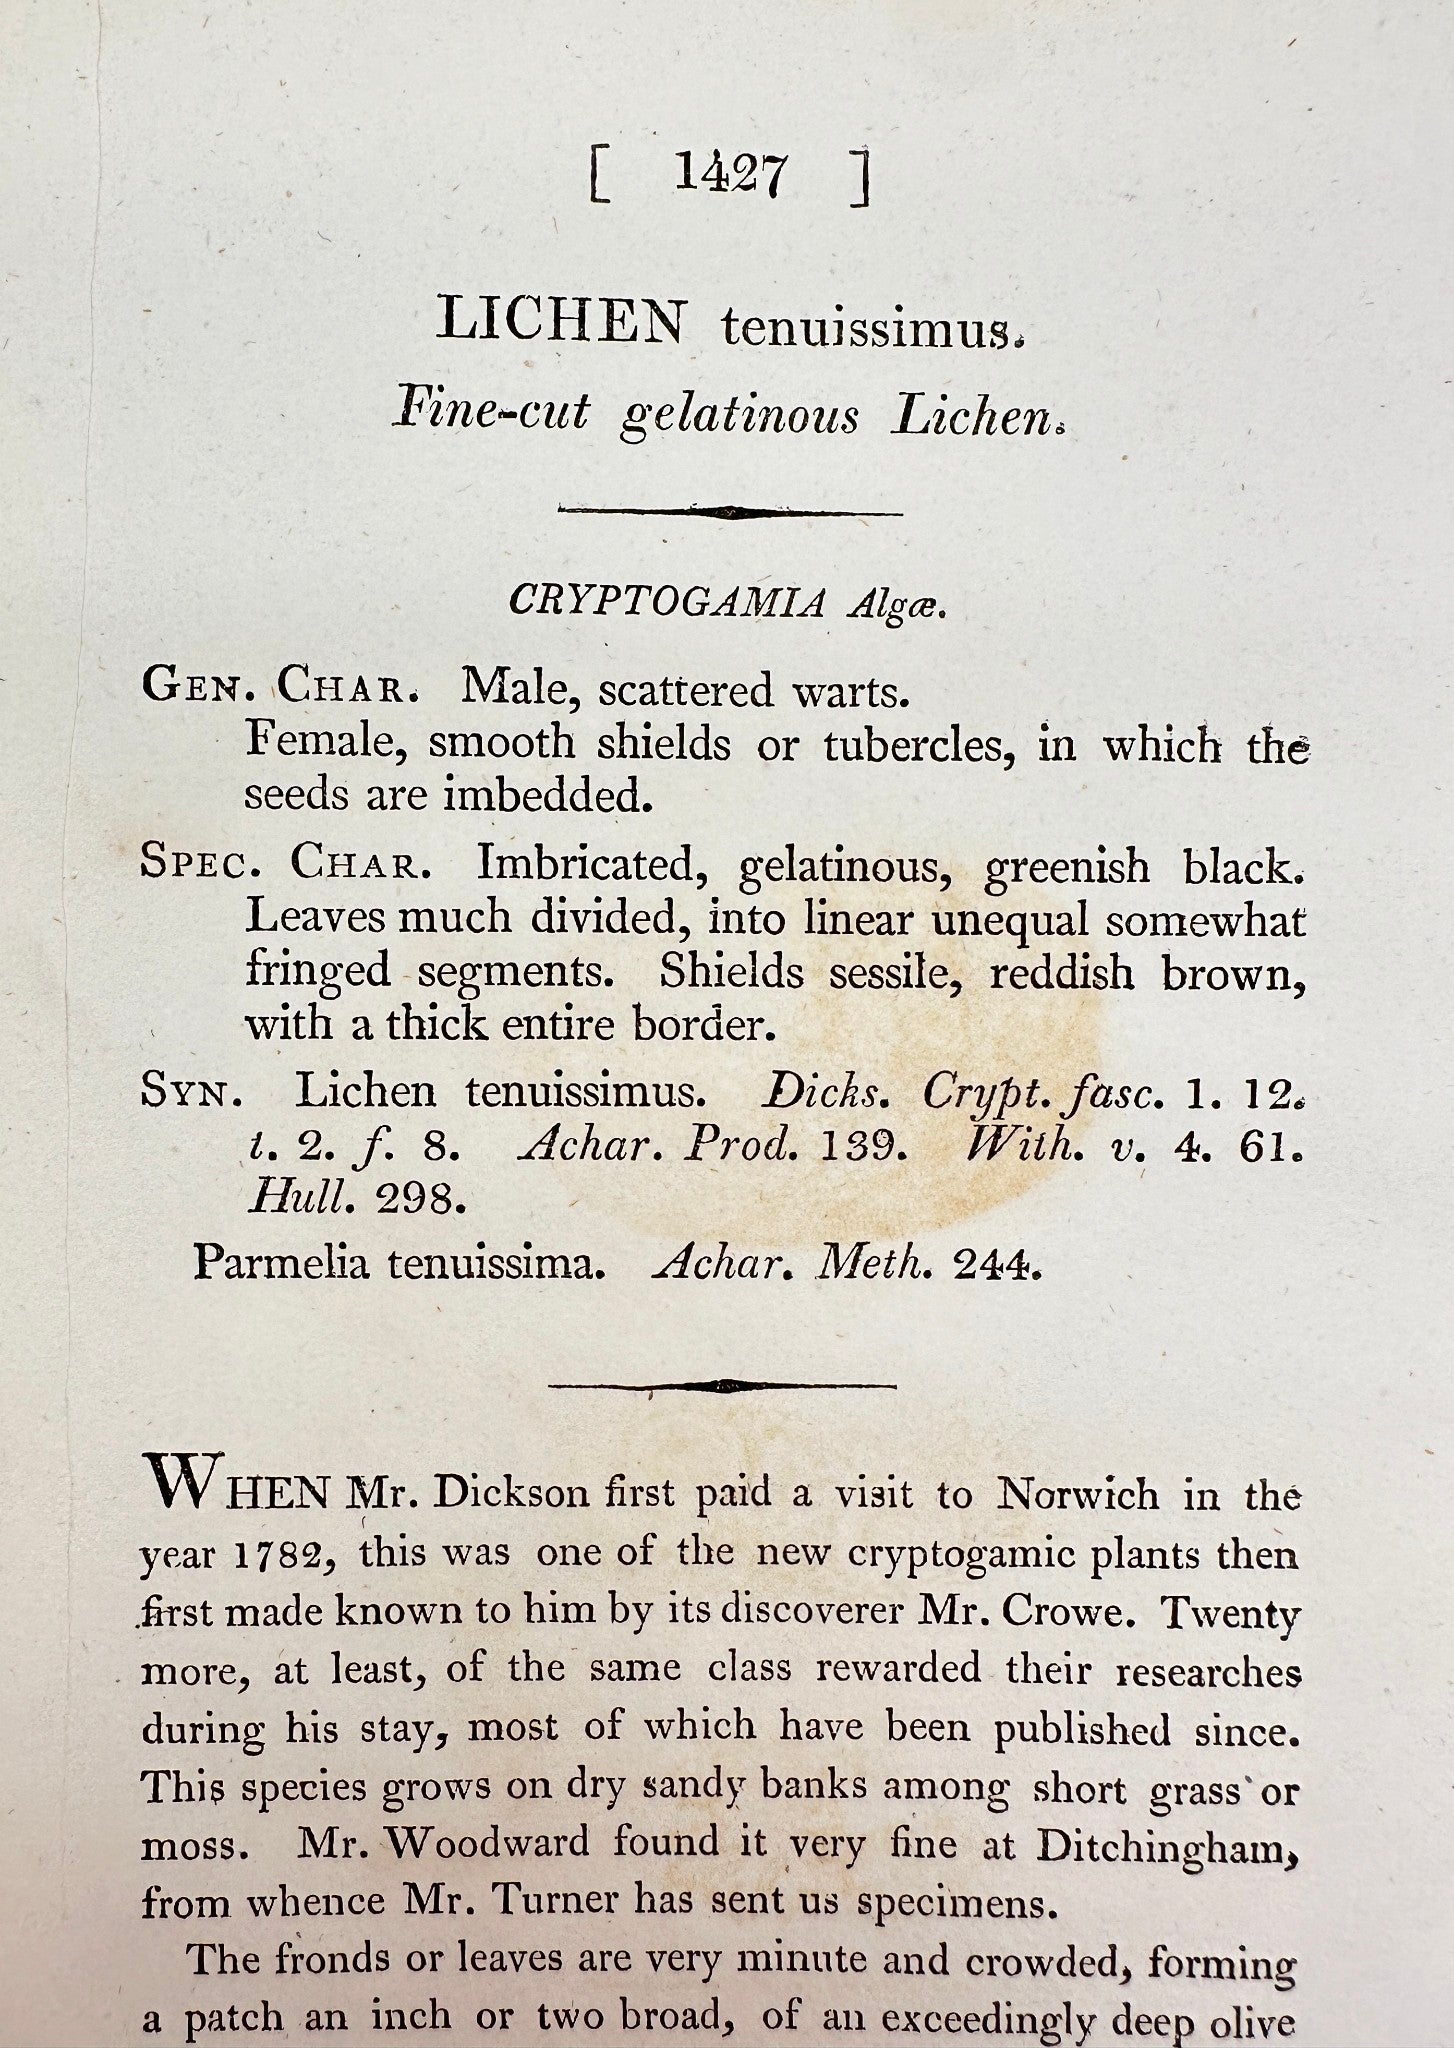 [ 1427 ]
LICHEN tenuissimus.
Fine-cut gelatinous Lichen.
CRYPTOGAMIA Algæ.
GEN. CHAR. Male, scattered warts.
Female, smooth shields or tubercles, in which the
seeds are imbedded.
SPEC. CHAR. Imbricated, gelatinous, greenish black.
Leaves much divided, into linear unequal somewhat
fringed segments. Shields sessile, reddish brown,
with a thick entire border.
SYN. Lichen tenuissimus. Dicks. Crypt. fasc. 1. 12.
t. 2. f. 8. Achar. Prod. 139. With. v. 4. 61.
Hull. 298.
Parmelia tenuissima. Achar. Meth. 244.
WHEN Mr. Dickson first paid a visit to Norwich in the
year 1782, this was one of the new cryptogamic plants then
first made known to him by its discoverer Mr. Crowe. Twenty
more, at least, of the same class rewarded their researches
during his stay, most of which have been published since.
This species grows on dry sandy banks among short grass or
moss. Mr. Woodward found it very fine at Ditchingham,
from whence Mr. Turner has sent us specimens.
The fronds or leaves are very minute and crowded, forming
a patch an inch or two broad, of an exceedingly deep olive